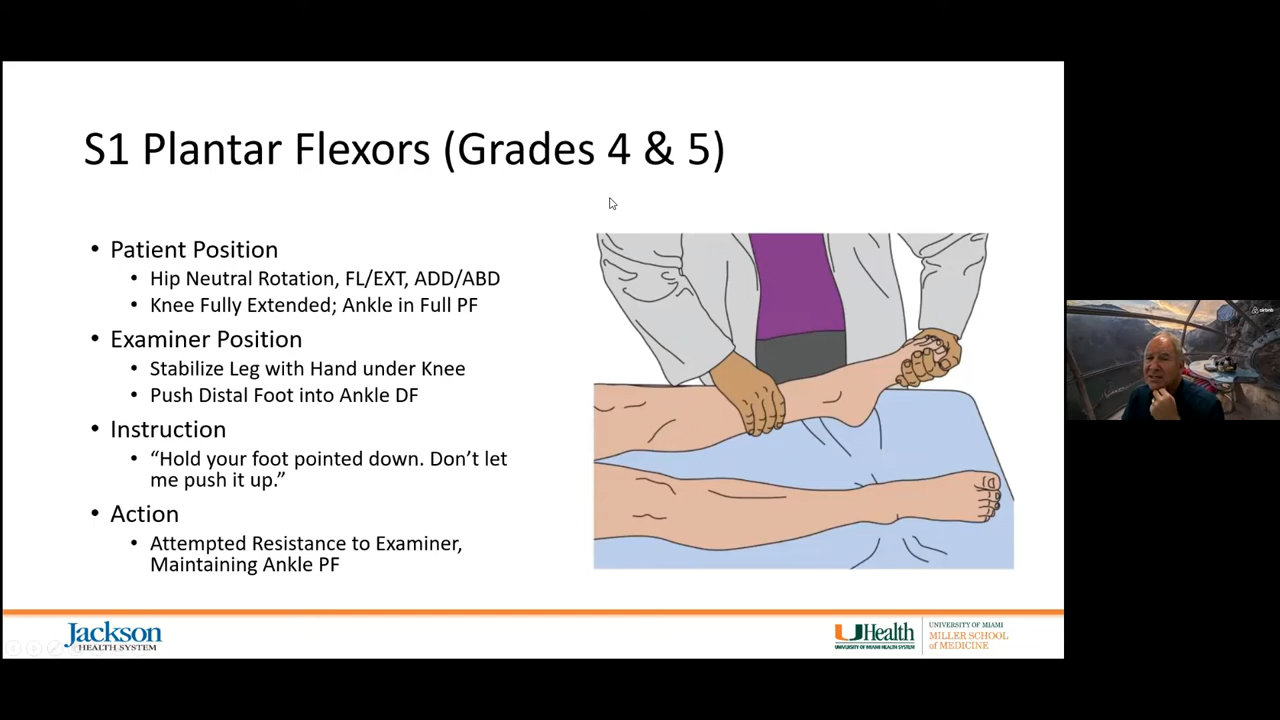 S1 Plantar Flexors (Grades 4 & 5)
• Patient Position
• Hip Neutral Rotation, FL/EXT, ADD/ABD
• Knee Fully Extended; Ankle in Full PF
• Examiner Position
• Stabilize Leg with Hand under Knee
• Push Distal Foot into Ankle DF
• Instruction
• “Hold your foot pointed down. Don’t let
me push it up.”
• Action
• Attempted Resistance to Examiner,
Maintaining Ankle PF
airbnb
Jackson
HEALTH SYSTEM
UHealth
UNIVERSITY OF MIAMI HEALTH SYSTEM
UNIVERSITY OF MIAMI
MILLER SCHOOL
of MEDICINE